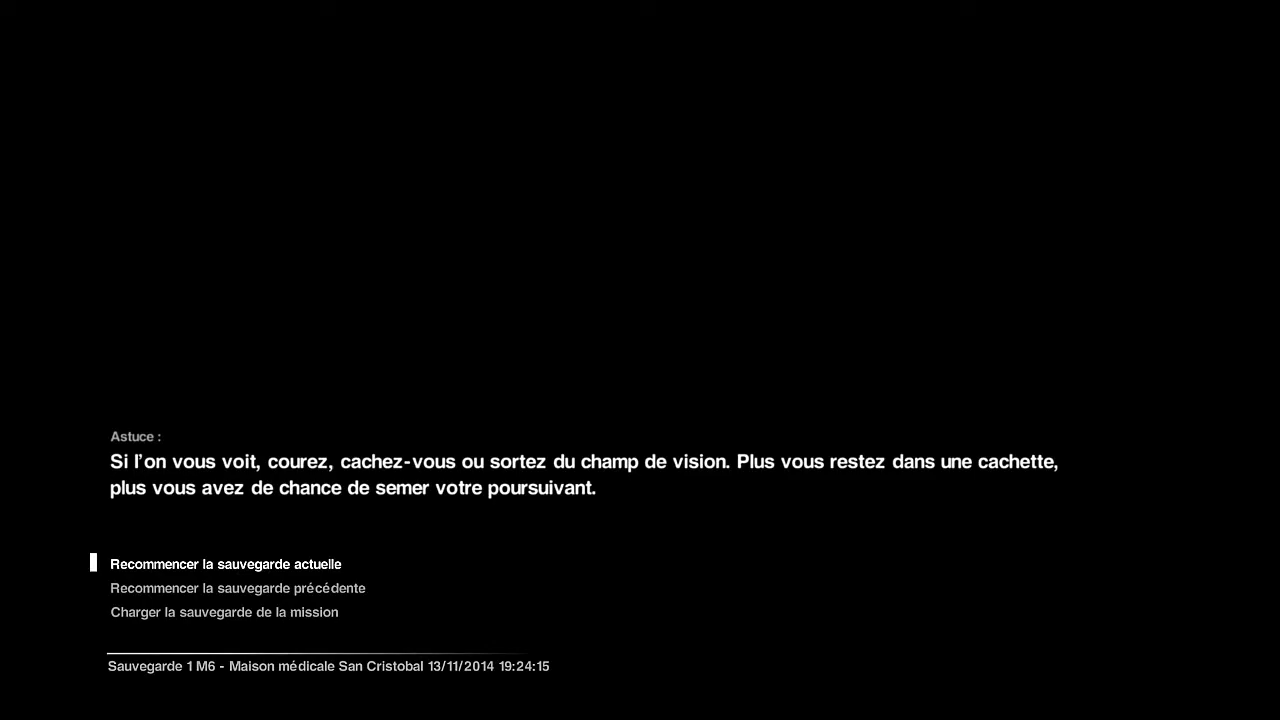 Astuce :
Si l'on vous voit, courez, cachez-vous ou sortez du champ de vision. Plus vous restez dans une cachette,
plus vous avez de chance de semer votre poursuivant.
Recommencer la sauvegarde actuelle
Recommencer la sauvegarde précédente
Charger la sauvegarde de la mission
Sauvegarde 1 M6 - Maison médicale San Cristobal 13/11/2014 19:24:15